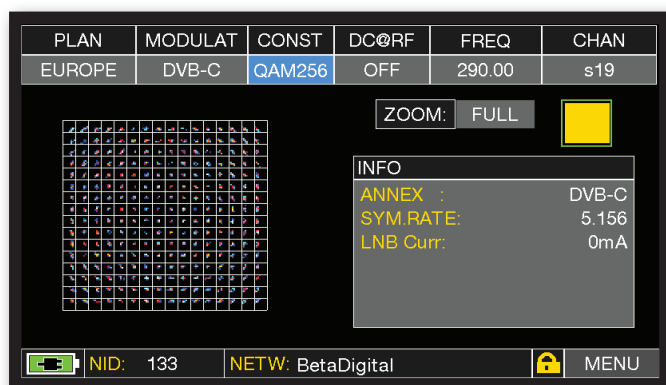 PLAN MODULAT CONST DC@RF FREQ CHAN
EUROPE DVB-C QAM256 OFF 290.00 s19
ZOOM: FULL
INFO
ANNEX : DVB-C
SYM.RATE: 5.156
LNB Curr: 0mA
NID: 133 NETW: BetaDigital MENU